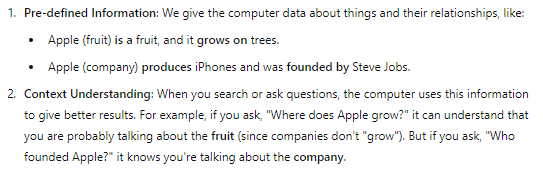 1. Pre-defined Information: We give the computer data about things and their relationships, like:
• Apple (fruit) is a fruit, and it grows on trees.
• Apple (company) produces iPhones and was founded by Steve Jobs.
2. Context Understanding: When you search or ask questions, the computer uses this information
to give better results. For example, if you ask, "Where does Apple grow?" it can understand that
you are probably talking about the fruit (since companies don't "grow"). But if you ask, "Who
founded Apple?" it knows you're talking about the company.